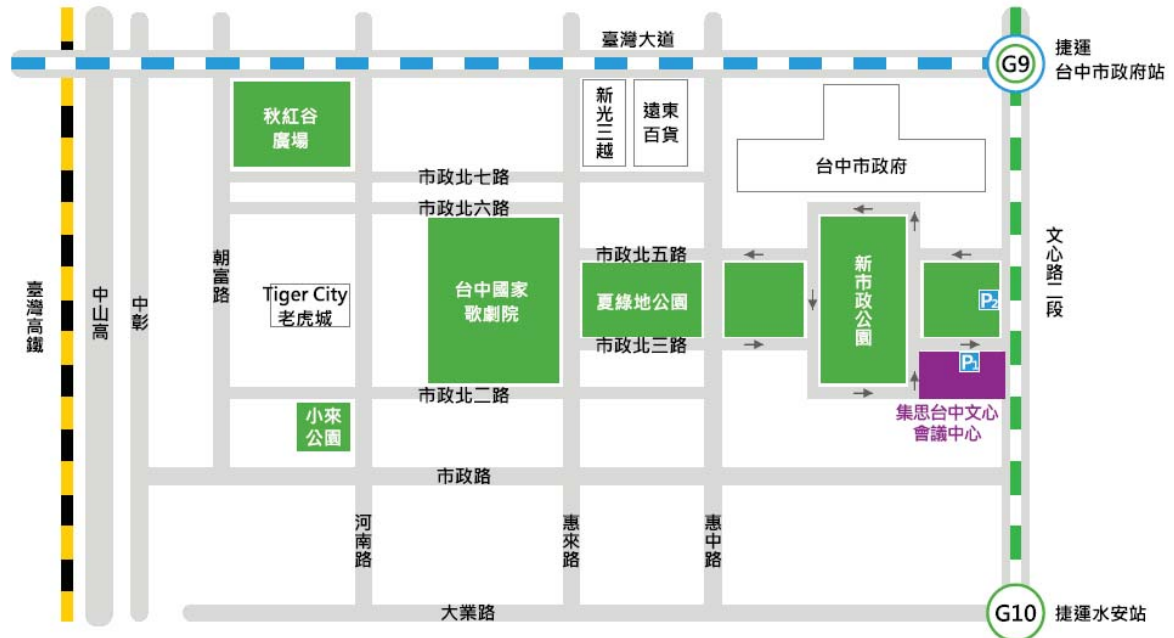 臺灣大道
G9
捷運
台中市政府站
秋紅谷
廣場
新光三越
遠東
百貨
台中市政府
市政北七路
市政北六路
朝富路
Tiger City
老虎城
台中國家
歌劇院
市政北五路
夏綠地公園
市政北三路
新市政公園
P2
P1
文心路二段
臺灣高鐵
中山高
中彰
市政北二路
小來
公園
集思台中文心
會議中心
市政路
河南路
惠來路
惠中路
大業路
G10
捷運水安站